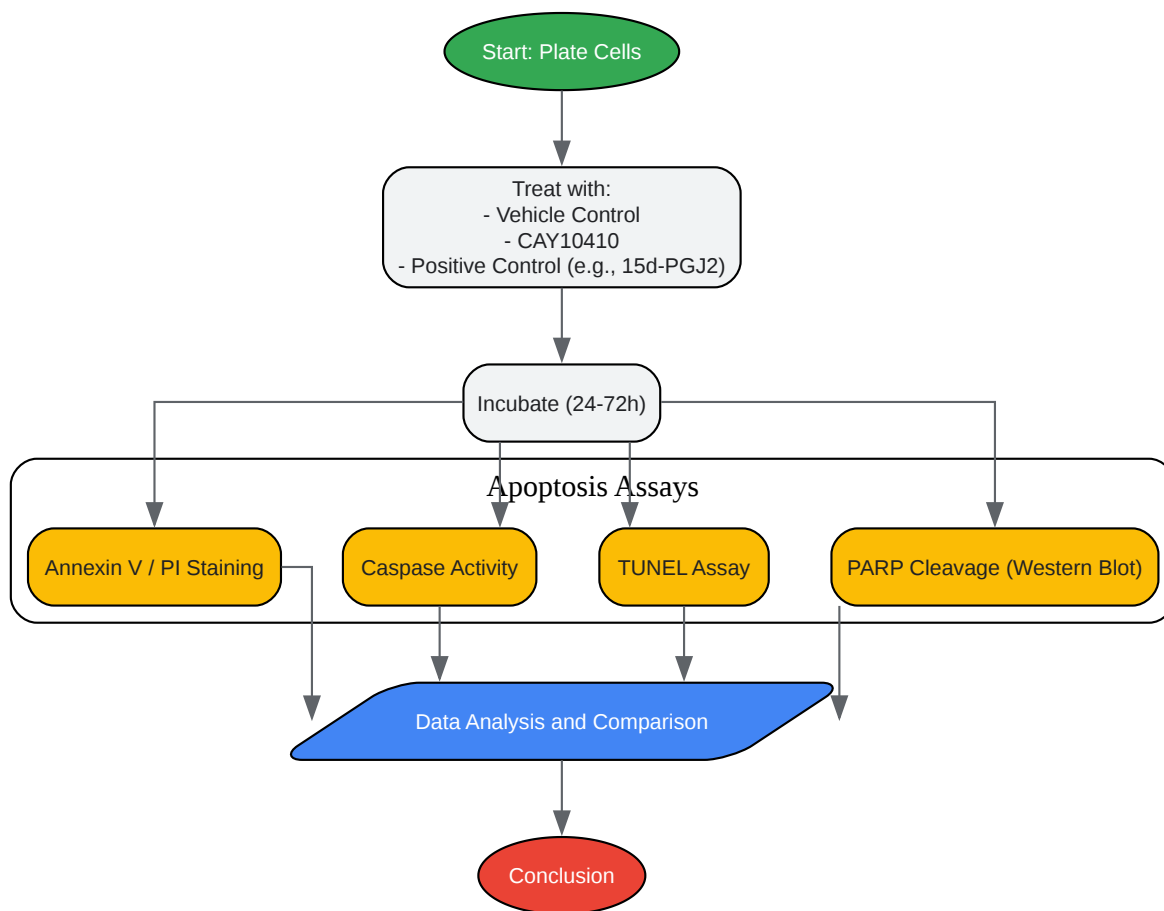 Start: Plate Cells
Treat with:
- Vehicle Control
- CAY10410
- Positive Control (e.g., 15d-PGJ2)
Incubate (24-72h)
Apoptosis Assays
Annexin V / PI Staining
Caspase Activity
TUNEL Assay
PARP Cleavage (Western Blot)
Data Analysis and Comparison
Conclusion